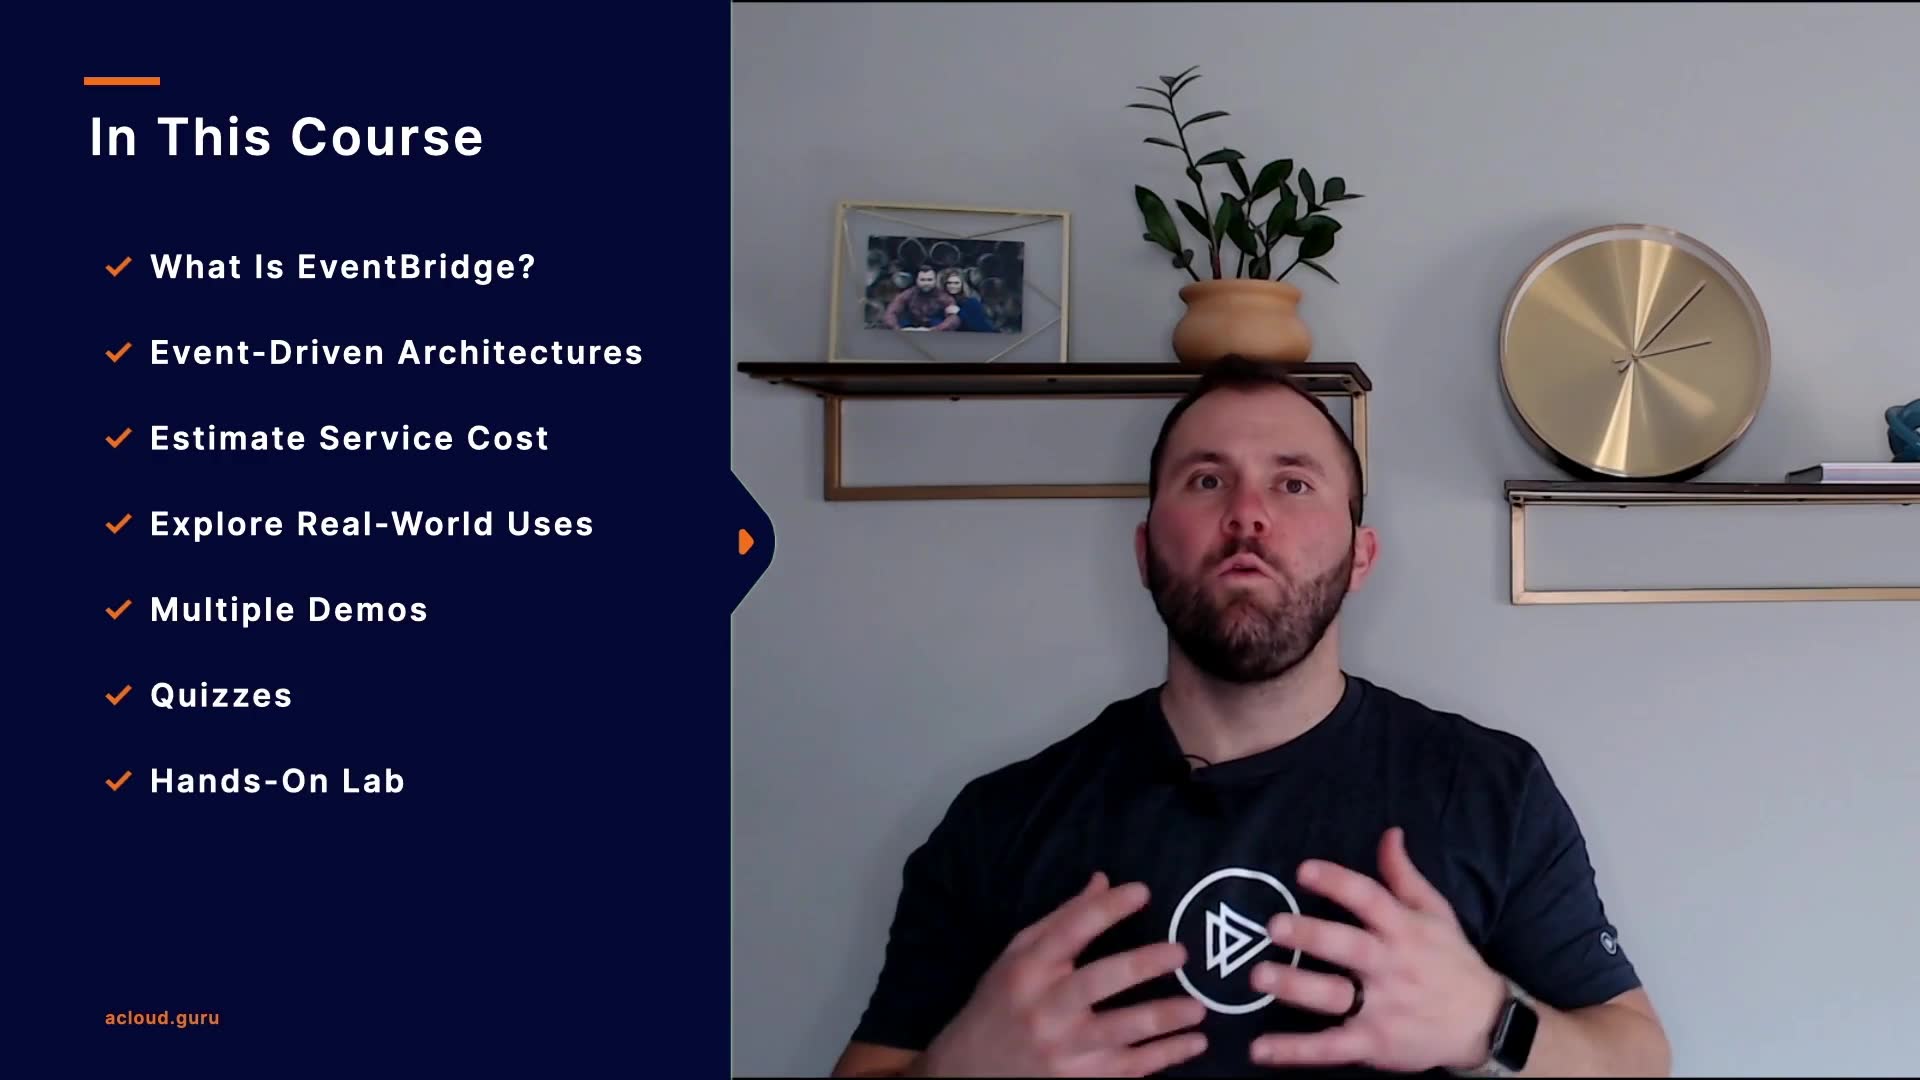 In This Course
What Is EventBridge?
Event-Driven Architectures
Estimate Service Cost
Explore Real-World Uses
Multiple Demos
Quizzes
Hands-On Lab
acloud.guru